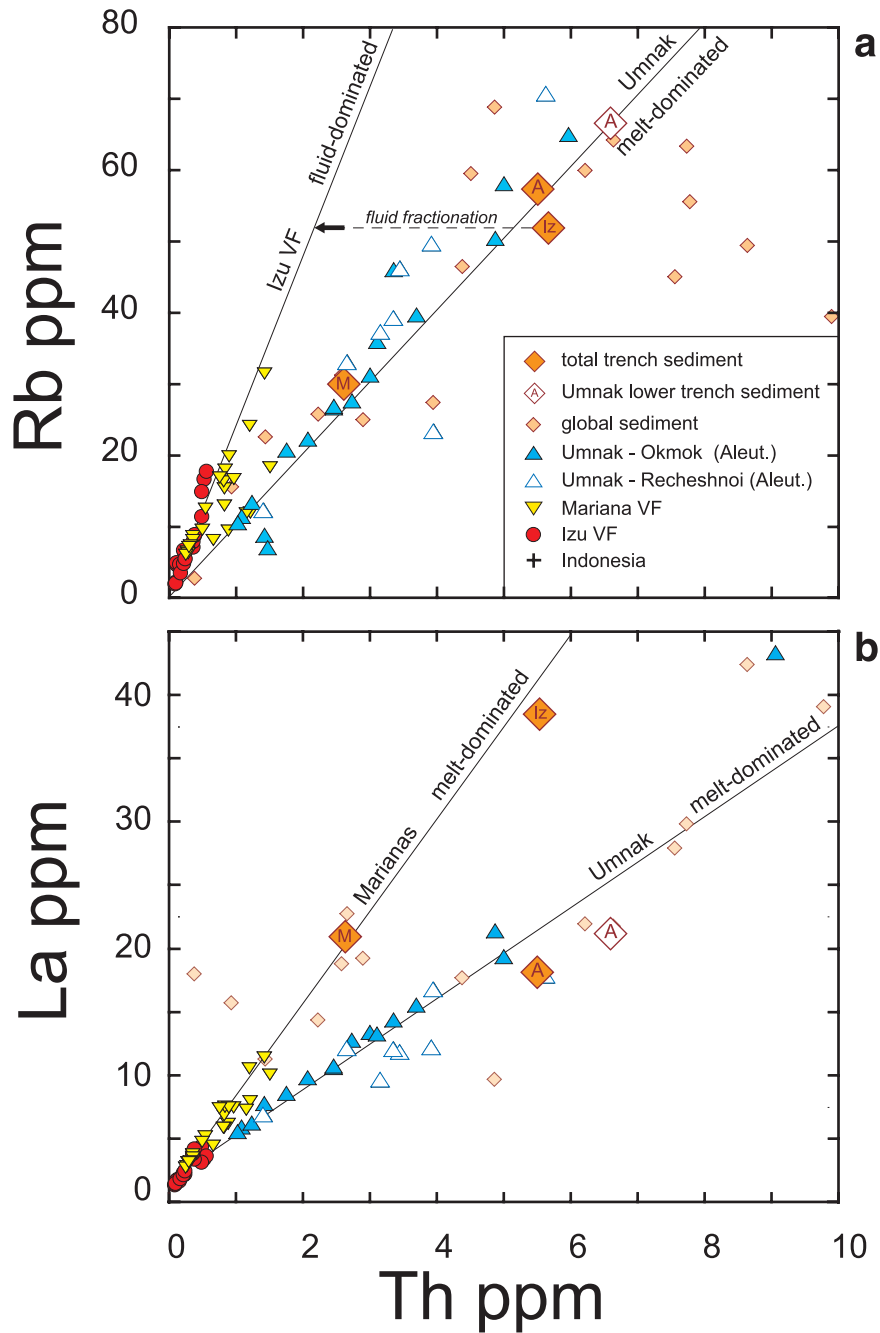 a
80
60
40
20
0
Rb ppm
fluid-dominated
Izu VF
Umnak
melt-dominated
A
A
Iz
fluid fractionation
M
total trench sediment
A
Umnak lower trench sediment
global sediment
Umnak - Okmok (Aleut.)
Umnak - Recheshnoi (Aleut.)
Mariana VF
Izu VF
Indonesia
b
40
30
20
10
0
La ppm
Marianas
melt-dominated
Iz
melt-dominated
Umnak
M
A
A
0 2 4 6 8 10
Th ppm